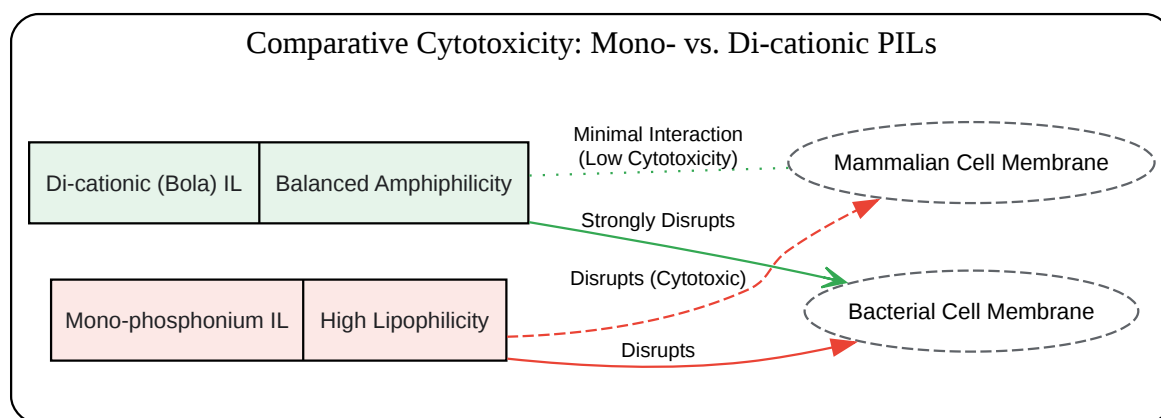 Comparative Cytotoxicity: Mono- vs. Di-cationic PILs
Minimal Interaction
(Low Cytotoxicity)
Di-cationic (Bola) IL
Balanced Amphiphilicity
Mammalian Cell Membrane
Strongly Disrupts
Disrupts (Cytotoxic)
Mono-phosphonium IL
High Lipophilicity
Bacterial Cell Membrane
Disrupts